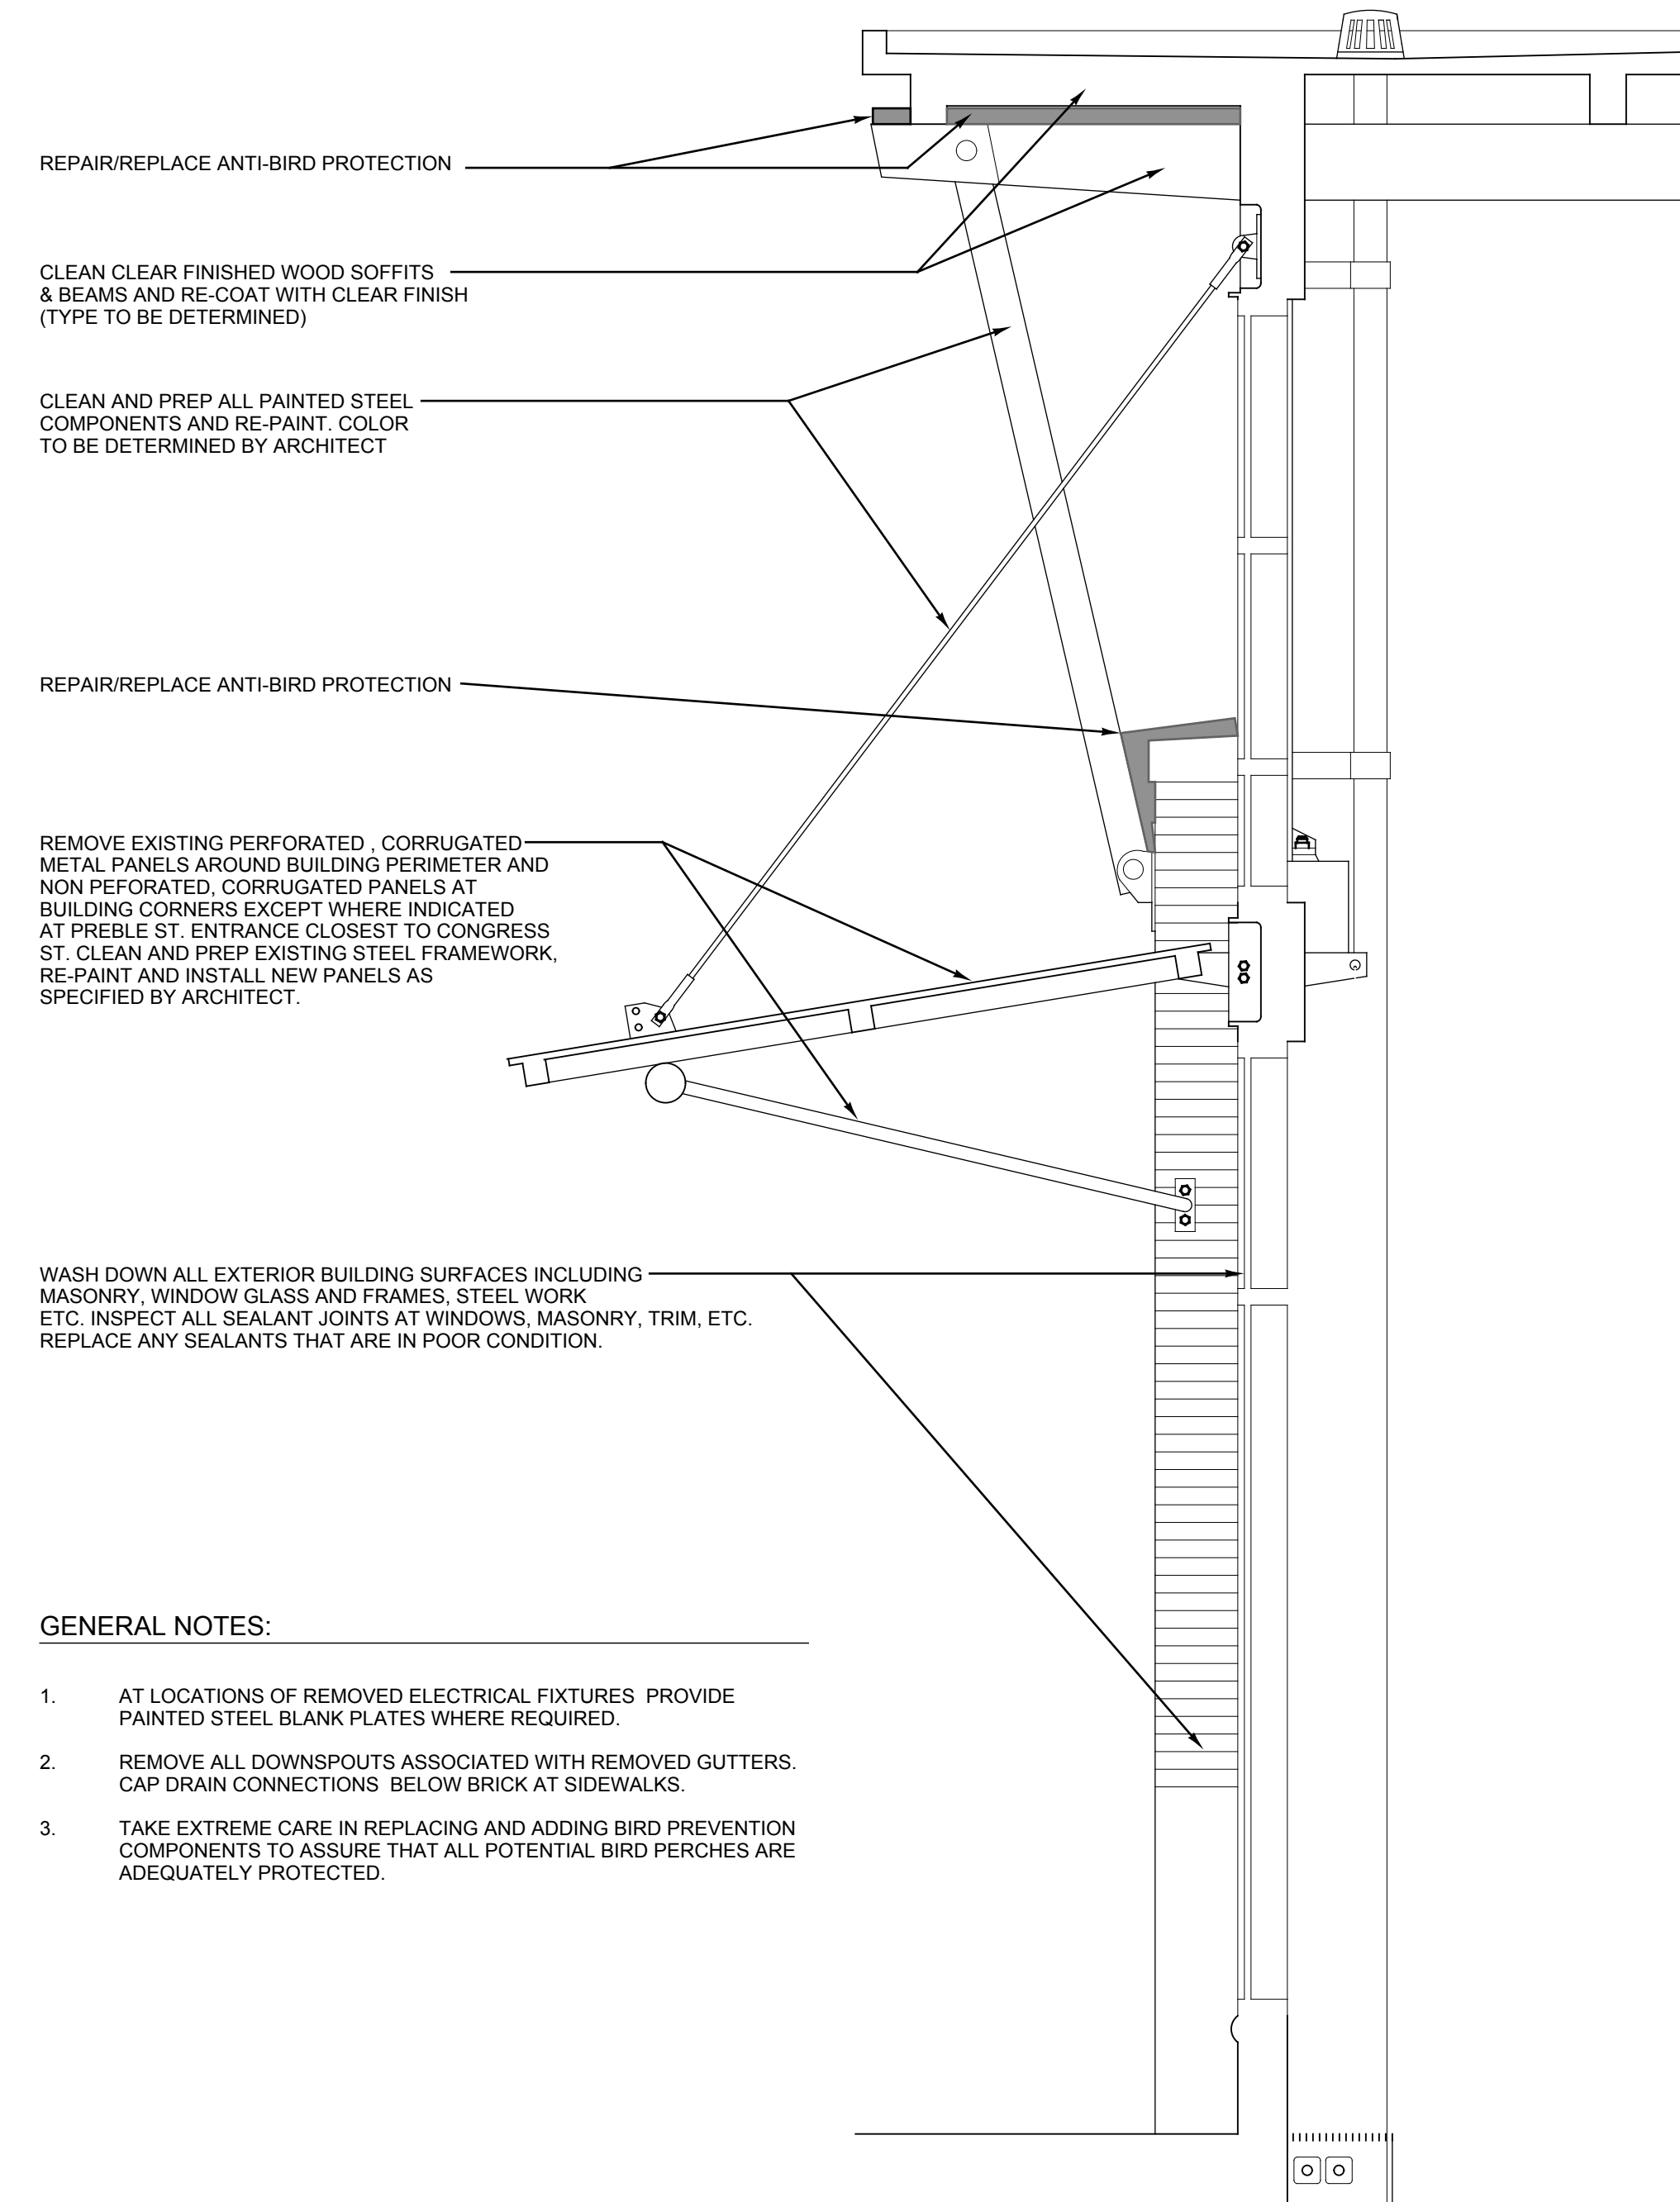 REPAIR/REPLACE ANTI-BIRD PROTECTION
CLEAN CLEAR FINISHED WOOD SOFFITS
& BEAMS AND RE-COAT WITH CLEAR FINISH
(TYPE TO BE DETERMINED)
CLEAN AND PREP ALL PAINTED STEEL
COMPONENTS AND RE-PAINT. COLOR
TO BE DETERMINED BY ARCHITECT
REPAIR/REPLACE ANTI-BIRD PROTECTION
REMOVE EXISTING PERFORATED , CORRUGATED
METAL PANELS AROUND BUILDING PERIMETER AND
NON PEFORATED, CORRUGATED PANELS AT
BUILDING CORNERS EXCEPT WHERE INDICATED
AT PREBLE ST. ENTRANCE CLOSEST TO CONGRESS
ST. CLEAN AND PREP EXISTING STEEL FRAMEWORK,
RE-PAINT AND INSTALL NEW PANELS AS
SPECIFIED BY ARCHITECT.
WASH DOWN ALL EXTERIOR BUILDING SURFACES INCLUDING
MASONRY, WINDOW GLASS AND FRAMES, STEEL WORK
ETC. INSPECT ALL SEALANT JOINTS AT WINDOWS, MASONRY, TRIM, ETC.
REPLACE ANY SEALANTS THAT ARE IN POOR CONDITION.
GENERAL NOTES:
1. AT LOCATIONS OF REMOVED ELECTRICAL FIXTURES PROVIDE
PAINTED STEEL BLANK PLATES WHERE REQUIRED.
2. REMOVE ALL DOWNSPOUTS ASSOCIATED WITH REMOVED GUTTERS.
CAP DRAIN CONNECTIONS BELOW BRICK AT SIDEWALKS.
3. TAKE EXTREME CARE IN REPLACING AND ADDING BIRD PREVENTION
COMPONENTS TO ASSURE THAT ALL POTENTIAL BIRD PERCHES ARE
ADEQUATELY PROTECTED.